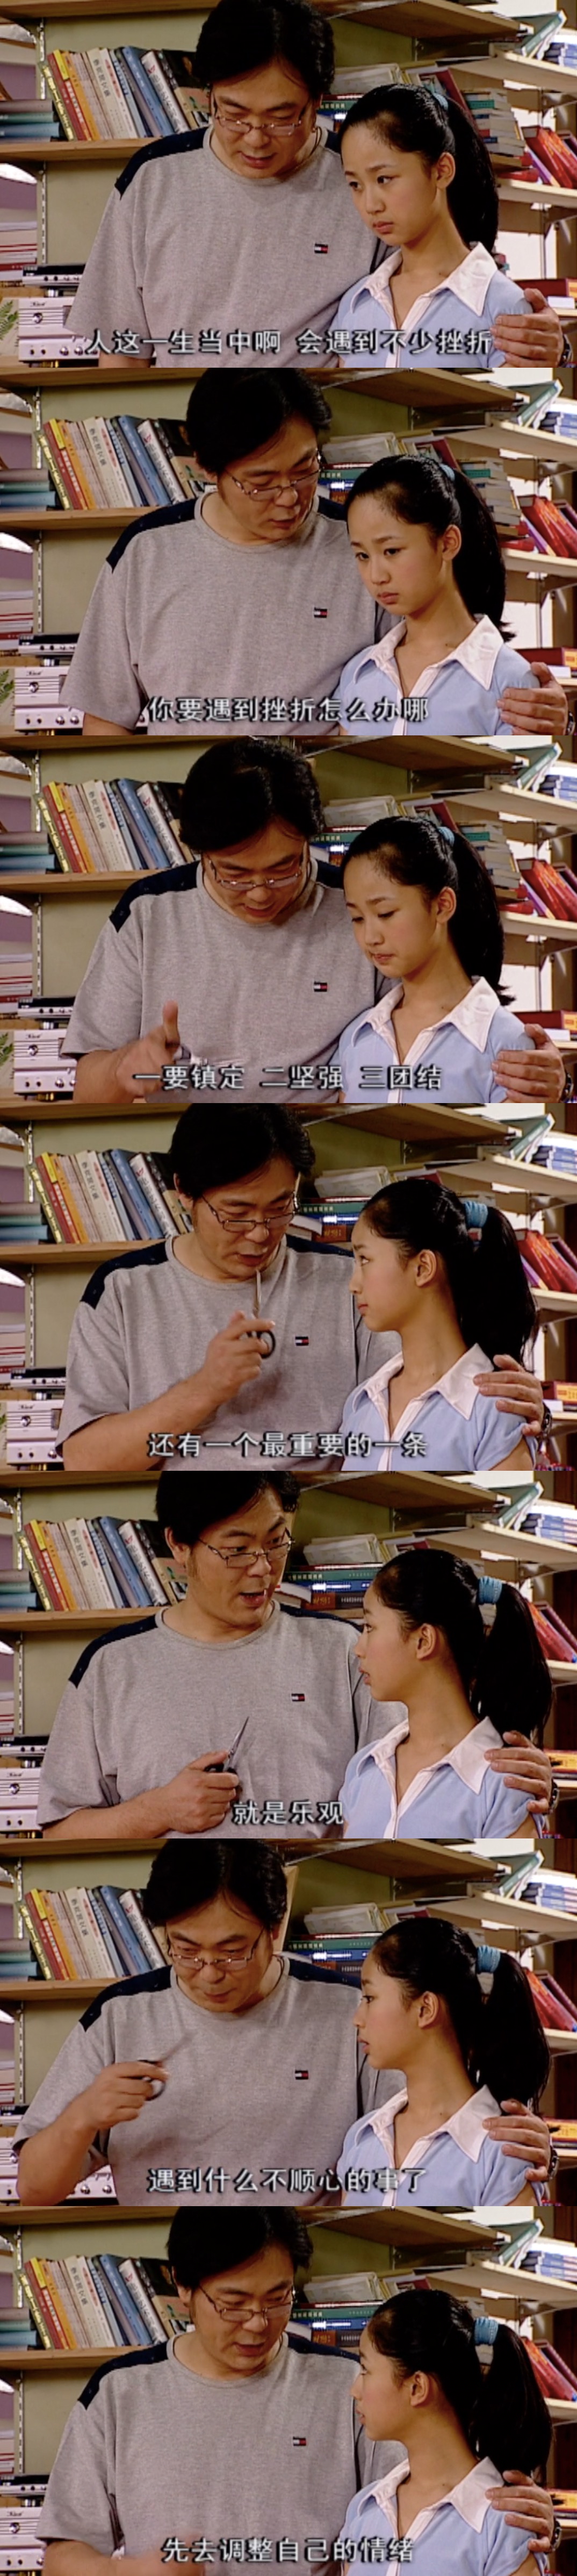 人这一生当中啊 会遇到不少挫折
你要遇到挫折怎么办哪
一要镇定 二坚强 三团结
还有一个最重要的一条
就是乐观
遇到什么不顺心的事了
先去调整自己的情绪